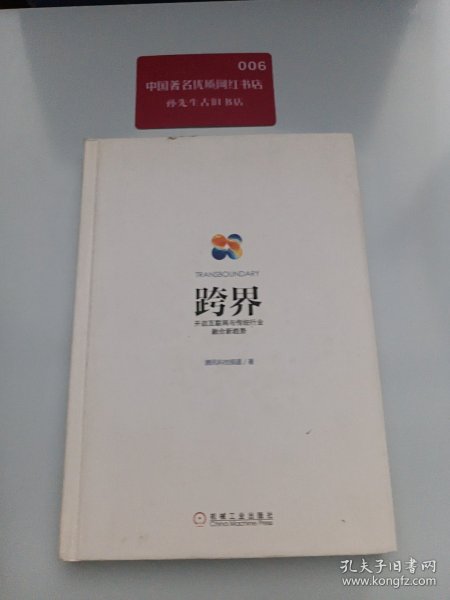 006
中国著名优质网红书店
孙先生古旧书店
TRANSBOUNDARY
跨界
开启互联网与传统行业
融合新趋势
腾讯科技频道 / 著
机械工业出版社
China Machine Press
孔夫子旧书网
www.kongfz.com